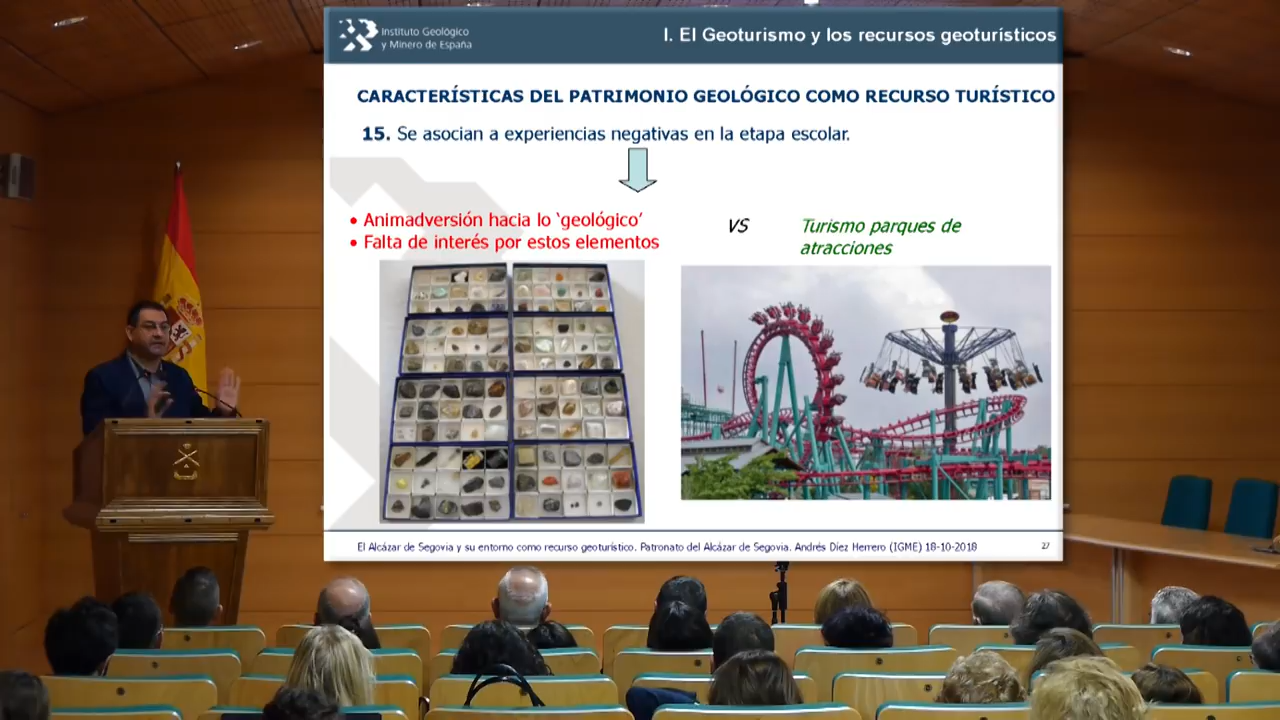 Instituto Geológico
y Minero de España
I. El Geoturismo y los recursos geoturísticos
CARACTERÍSTICAS DEL PATRIMONIO GEOLÓGICO COMO RECURSO TURÍSTICO
15. Se asocian a experiencias negativas en la etapa escolar.
• Animadversión hacia lo ‘geológico’
• Falta de interés por estos elementos
VS
Turismo parques de
atracciones
El Alcázar de Segovia y su entorno como recurso geoturístico. Patronato del Alcázar de Segovia. Andrés Díez Herrero (IGME) 18-10-2018
27